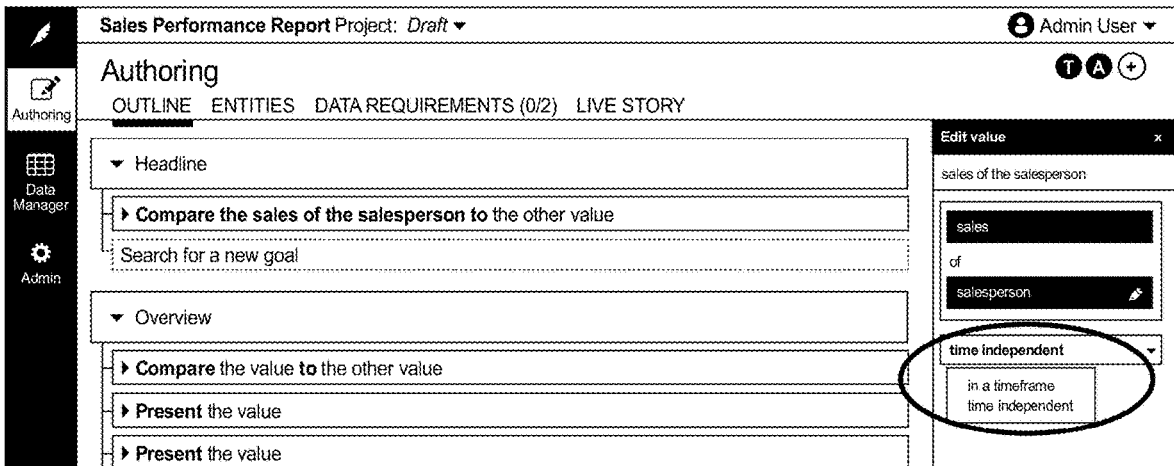 Sales Performance Report Project: Draft
Admin User
Authoring
T A +
OUTLINE ENTITIES DATA REQUIREMENTS (0/2) LIVE STORY
Authoring
Data
Manager
Admin
Headline
Compare the sales of the salesperson to the other value
Search for a new goal
Overview
Compare the value to the other value
Present the value
Present the value
Edit value x
sales of the salesperson
sales
of
salesperson
time independent
in a timeframe
time independent